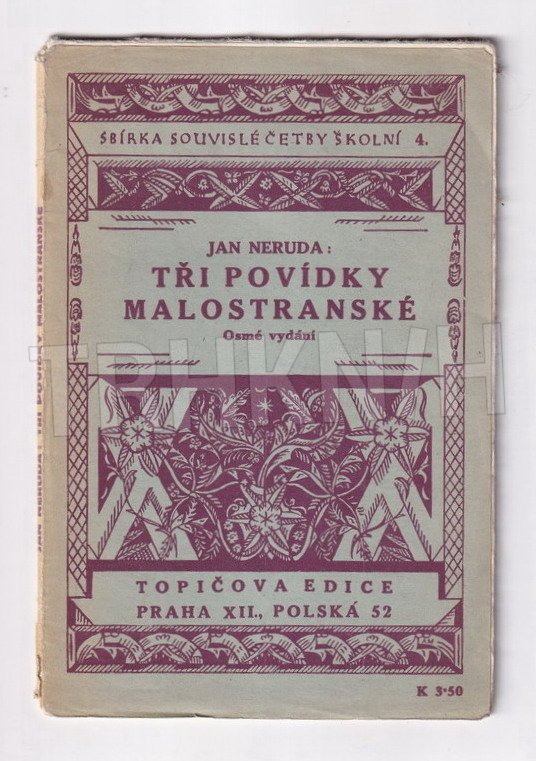 SBÍRKA SOUVISLÉ ČETBY ŠKOLNÍ 4.
JAN NERUDA:
TŘI POVÍDKY
MALOSTRANSKÉ
Osmé vydání
TOPIČOVA EDICE
PRAHA XII., POLSKÁ 52
K 3·50
JAN NERUDA: TŘI POVÍDKY MALOSTRANSKÉ